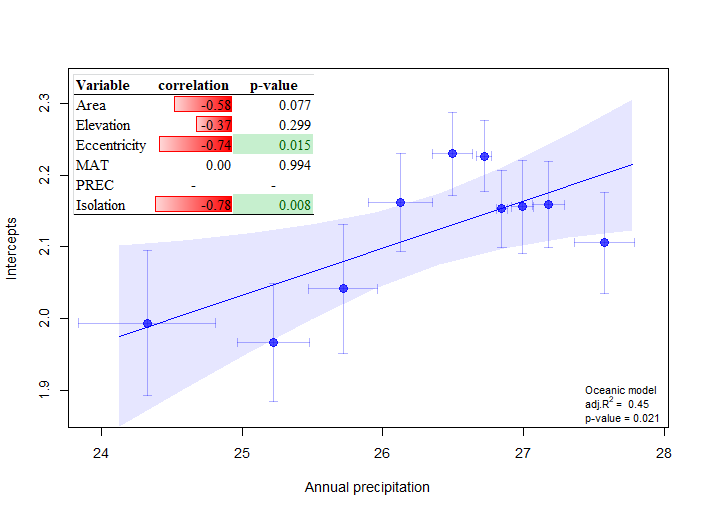 Variable correlation p-value
Area -0.58 0.077
Elevation -0.37 0.299
Eccentricity -0.74 0.015
MAT 0.00 0.994
PREC - -
Isolation -0.78 0.008
2.3
2.2
2.1
2.0
1.9
Intercepts
Oceanic model
adj.R² = 0.45
p-value = 0.021
24 25 26 27 28
Annual precipitation